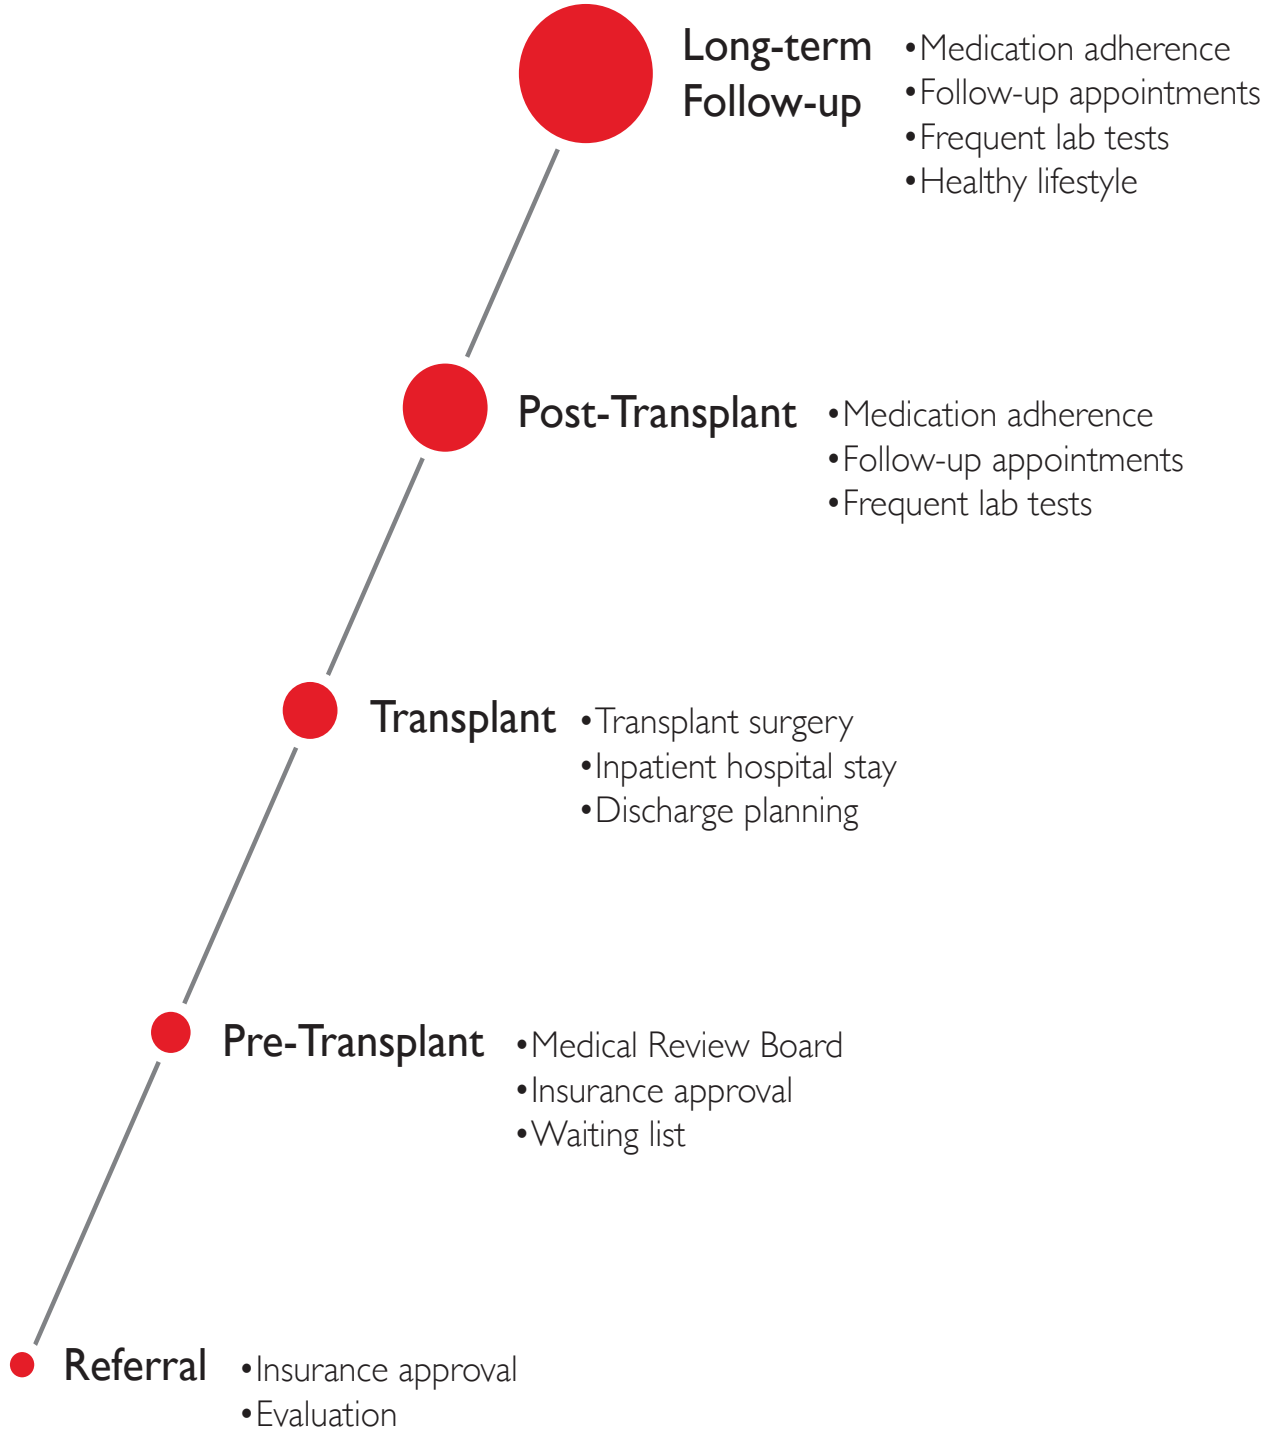 Long-term
Follow-up
•Medication adherence
•Follow-up appointments
•Frequent lab tests
•Healthy lifestyle
Post-Transplant
•Medication adherence
•Follow-up appointments
•Frequent lab tests
Transplant
•Transplant surgery
•Inpatient hospital stay
•Discharge planning
Pre-Transplant
•Medical Review Board
•Insurance approval
•Waiting list
Referral
•Insurance approval
•Evaluation